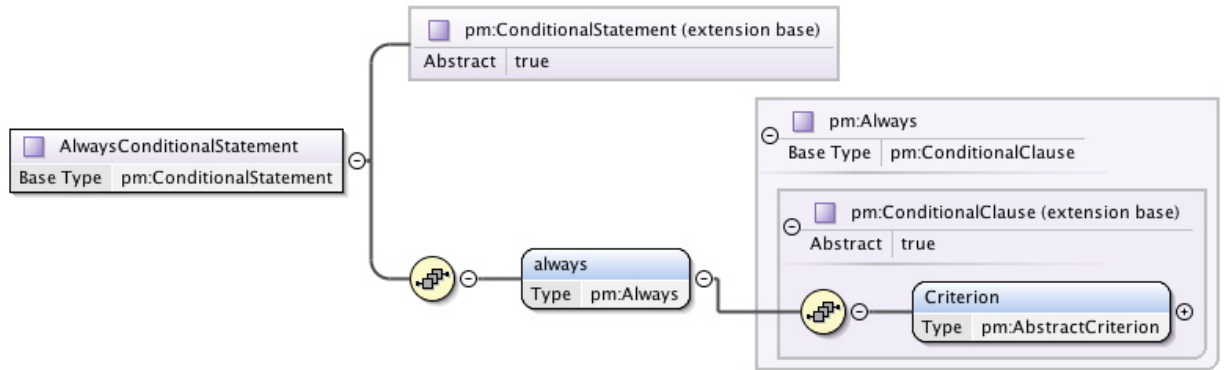 pm:ConditionalStatement (extension base)
Abstract true
AlwaysConditionalStatement
Base Type pm:ConditionalStatement
pm:Always
Base Type pm:ConditionalClause
pm:ConditionalClause (extension base)
Abstract true
always
Type pm:Always
Criterion
Type pm:AbstractCriterion